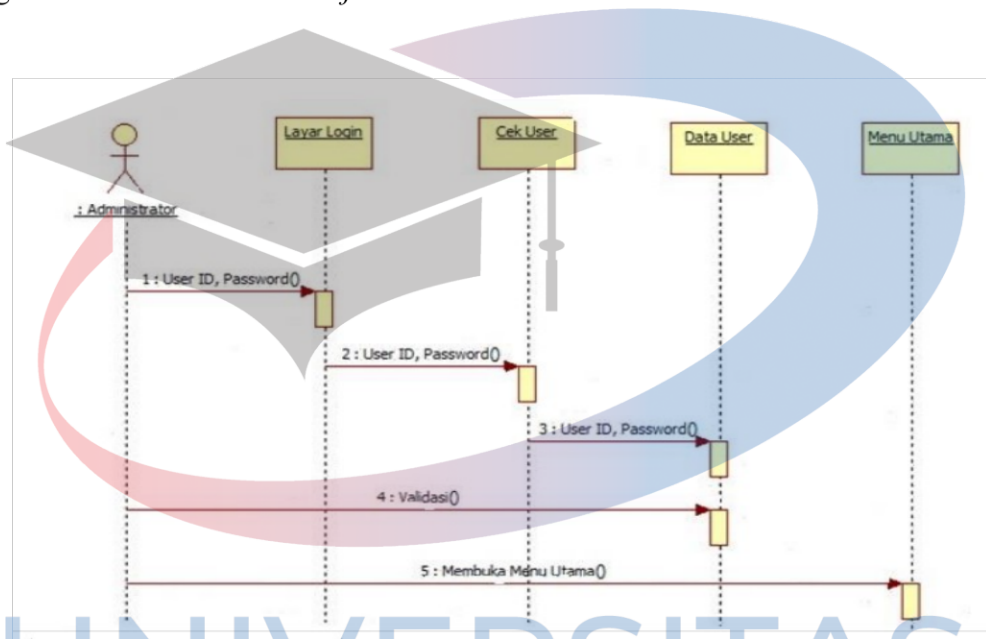 Layar Login
Cek User
Data User
Menu Utama
: Administrator
1 : User ID, Password()
2 : User ID, Password()
3 : User ID, Password()
4 : Validasi()
5 : Membuka Menu Utama()
UNIVERSITAS